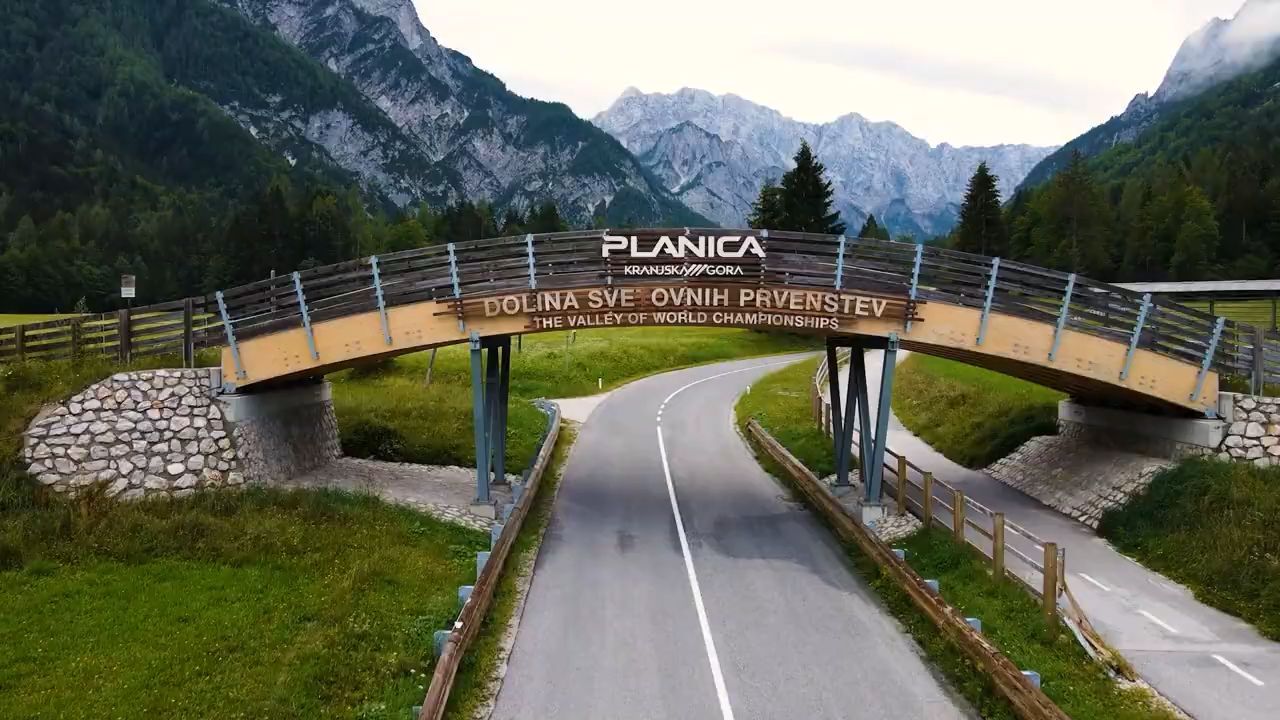 PLANICA
KRANJSKA GORA
DOLINA SVE OVNIH PRVENSTEV
THE VALLEY OF WORLD CHAMPIONSHIPS